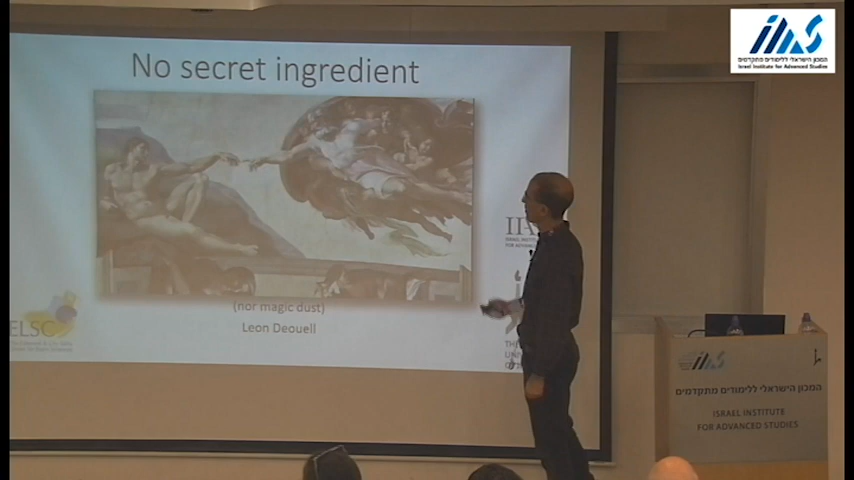 No secret ingredient
(nor magic dust)
Leon Deouell
ELSC
המכון הישראלי ללימודים מתקדמים
Israel Institute for Advanced Studies
המכון הישראלי ללימודים מתקדמים
ISRAEL INSTITUTE
FOR ADVANCED STUDIES